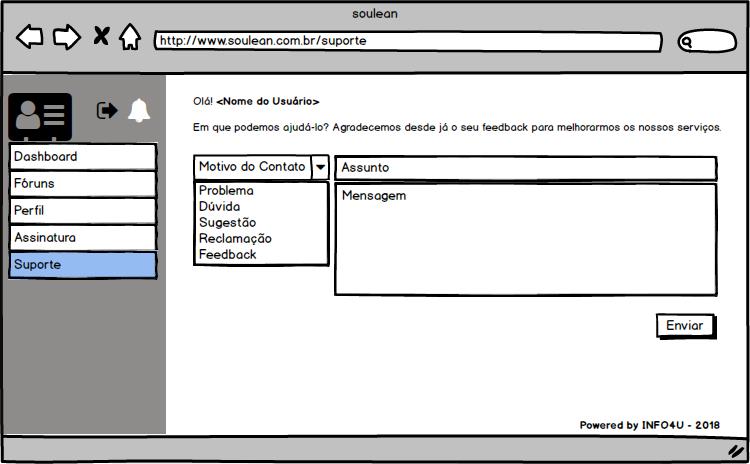 soulean
http://www.soulean.com.br/suporte
Dashboard
Fóruns
Perfil
Assinatura
Suporte
Olá! <Nome do Usuário>
Em que podemos ajudá-lo? Agradecemos desde já o seu feedback para melhorarmos os nossos serviços.
Motivo do Contato
Problema
Dúvida
Sugestão
Reclamação
Feedback
Assunto
Mensagem
Enviar
Powered by INFO4U - 2018